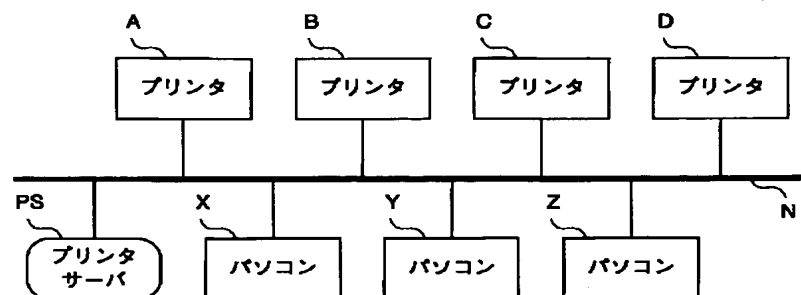 A B C D
プリンタ プリンタ プリンタ プリンタ
PS X Y Z N
プリンタ
サーバ
パソコン パソコン パソコン